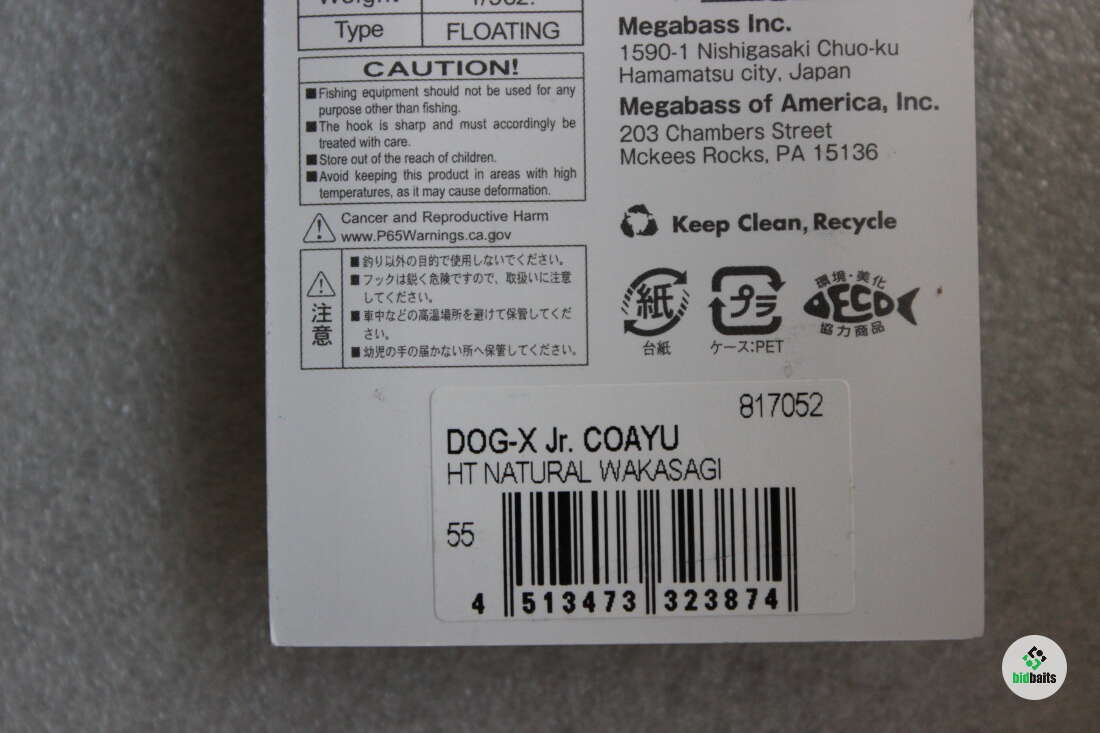 Type FLOATING
CAUTION!
■Fishing equipment should not be used for any
purpose other than fishing.
■The hook is sharp and must accordingly be
treated with care.
■Store out of the reach of children.
■Avoid keeping this product in areas with high
temperatures, as it may cause deformation.
Cancer and Reproductive Harm
www.P65Warnings.ca.gov
注意
■釣り以外の目的で使用しないでください。
■フックは鋭く危険ですので、取扱いに注意
してください。
■車中などの高温場所を避けて保管してくだ
さい。
■幼児の手の届かない所へ保管してください。
Megabass Inc.
1590-1 Nishigasaki Chuo-ku
Hamamatsu city, Japan
Megabass of America, Inc.
203 Chambers Street
Mckees Rocks, PA 15136
Keep Clean, Recycle
紙
台紙
プラ
ケース:PET
環境・美化
ECO
協力商品
817052
DOG-X Jr. COAYU
HT NATURAL WAKASAGI
55
4 513473 323874
bidbaits